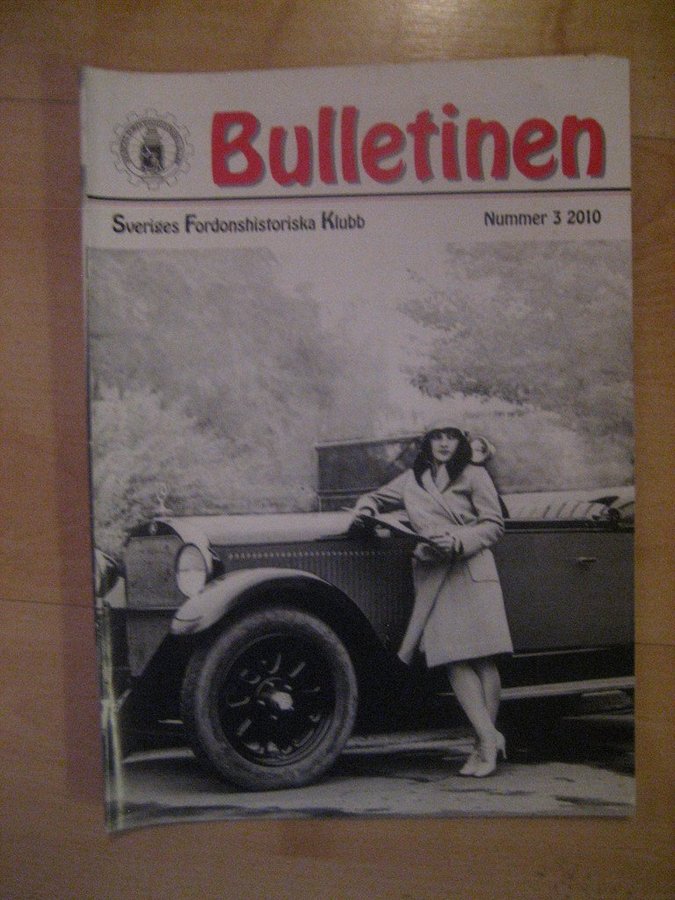 Bulletinen
Sveriges Fordonshistoriska Klubb
Nummer 3 2010